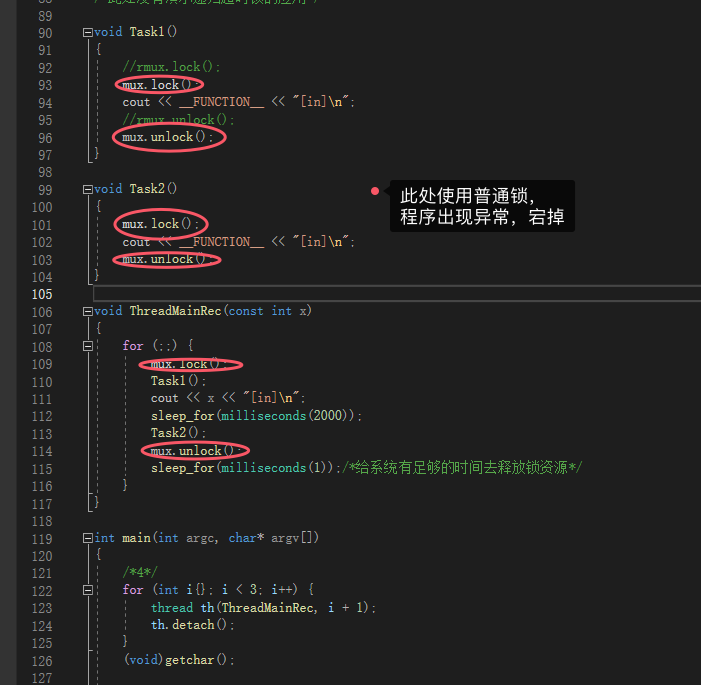 89
90 void Task1()
91 {
92 //rmux.lock();
93 mux.lock();
94 cout << __FUNCTION__ << "[in]\n";
95 //rmux.unlock();
96 mux.unlock();
97 }
98
99 void Task2()
100 {
101 mux.lock();
102 cout << __FUNCTION__ << "[in]\n";
103 mux.unlock();
104 }
105
106 void ThreadMainRec(const int x)
107 {
108 for (;;) {
109 mux.lock();
110 Task1();
111 cout << x << "[in]\n";
112 sleep_for(milliseconds(2000));
113 Task2();
114 mux.unlock();
115 sleep_for(milliseconds(1));/*给系统有足够的时间去释放锁资源*/
116 }
117 }
118
119 int main(int argc, char* argv[])
120 {
121 /*4*/
122 for (int i{}; i < 3; i++) {
123 thread th(ThreadMainRec, i + 1);
124 th.detach();
125 }
126 (void)getchar();
127
此处使用普通锁，
程序出现异常，宕掉